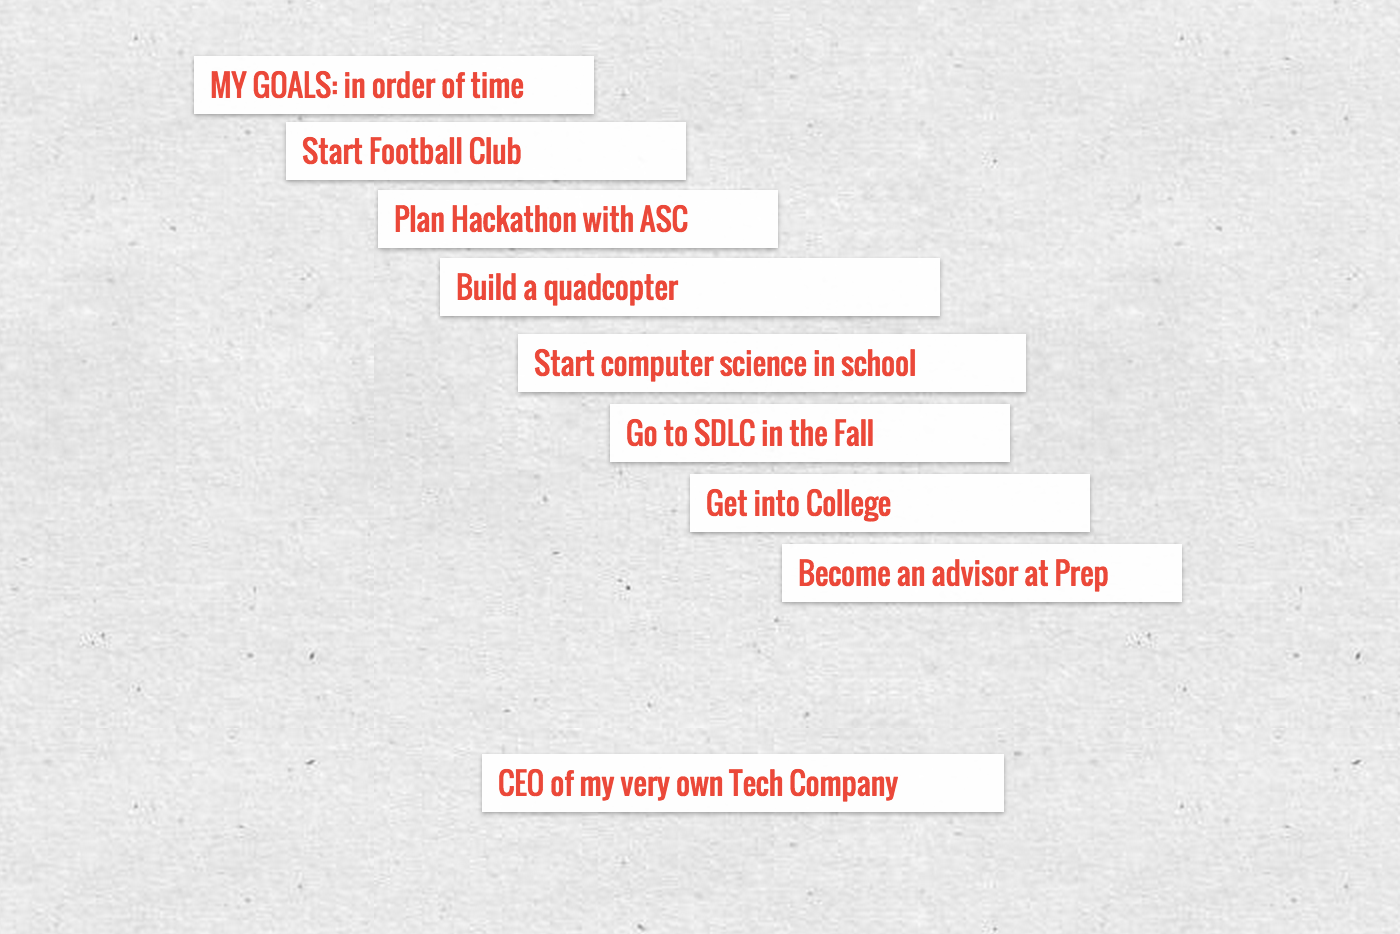 MY GOALS: in order of time
Start Football Club
Plan Hackathon with ASC
Build a quadcopter
Start computer science in school
Go to SDLC in the Fall
Get into College
Become an advisor at Prep
CEO of my very own Tech Company